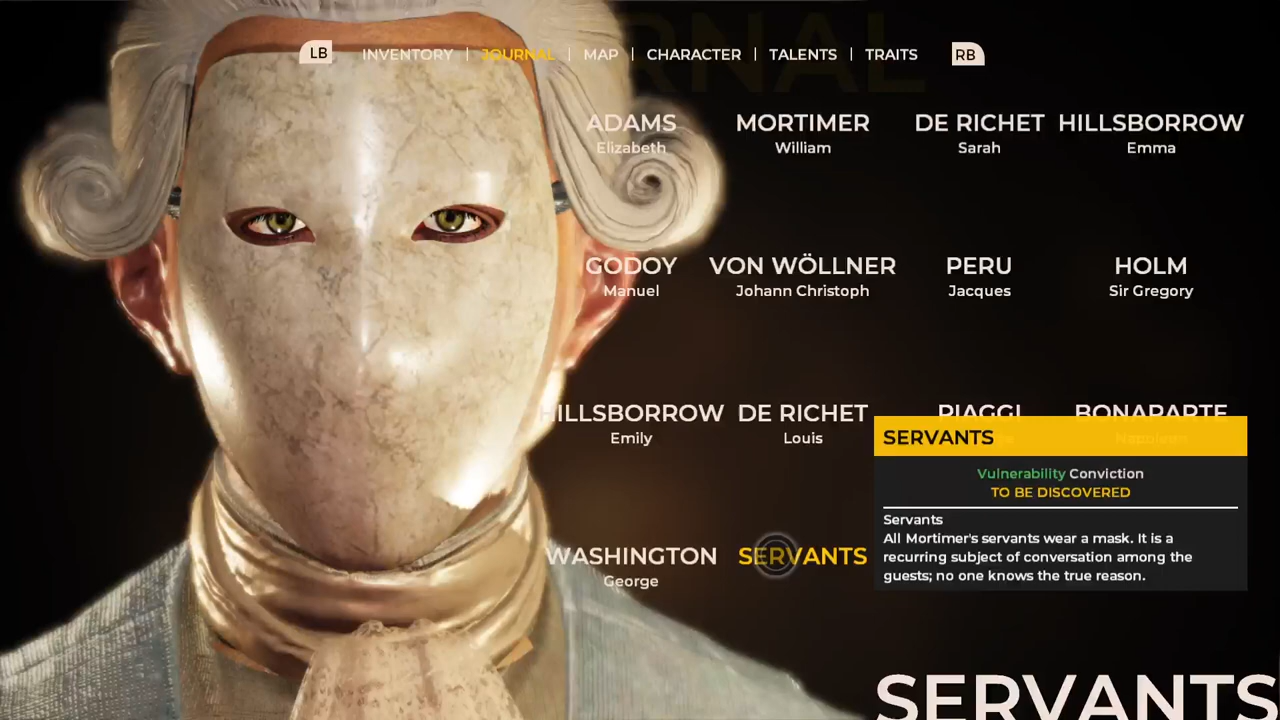 JOURNAL
LB INVENTORY | JOURNAL | MAP | CHARACTER | TALENTS | TRAITS RB
ADAMS MORTIMER DE RICHET HILLSBORROW
Elizabeth William Sarah Emma
GODOY VON WÖLLNER PERU HOLM
Manuel Johann Christoph Jacques Sir Gregory
HILLSBORROW DE RICHET PIAGGI BONAPARTE
Emily Louis Napoleon
SERVANTS
Vulnerability Conviction
TO BE DISCOVERED
Servants
All Mortimer's servants wear a mask. It is a
recurring subject of conversation among the
guests; no one knows the true reason.
WASHINGTON SERVANTS
George
SERVANTS